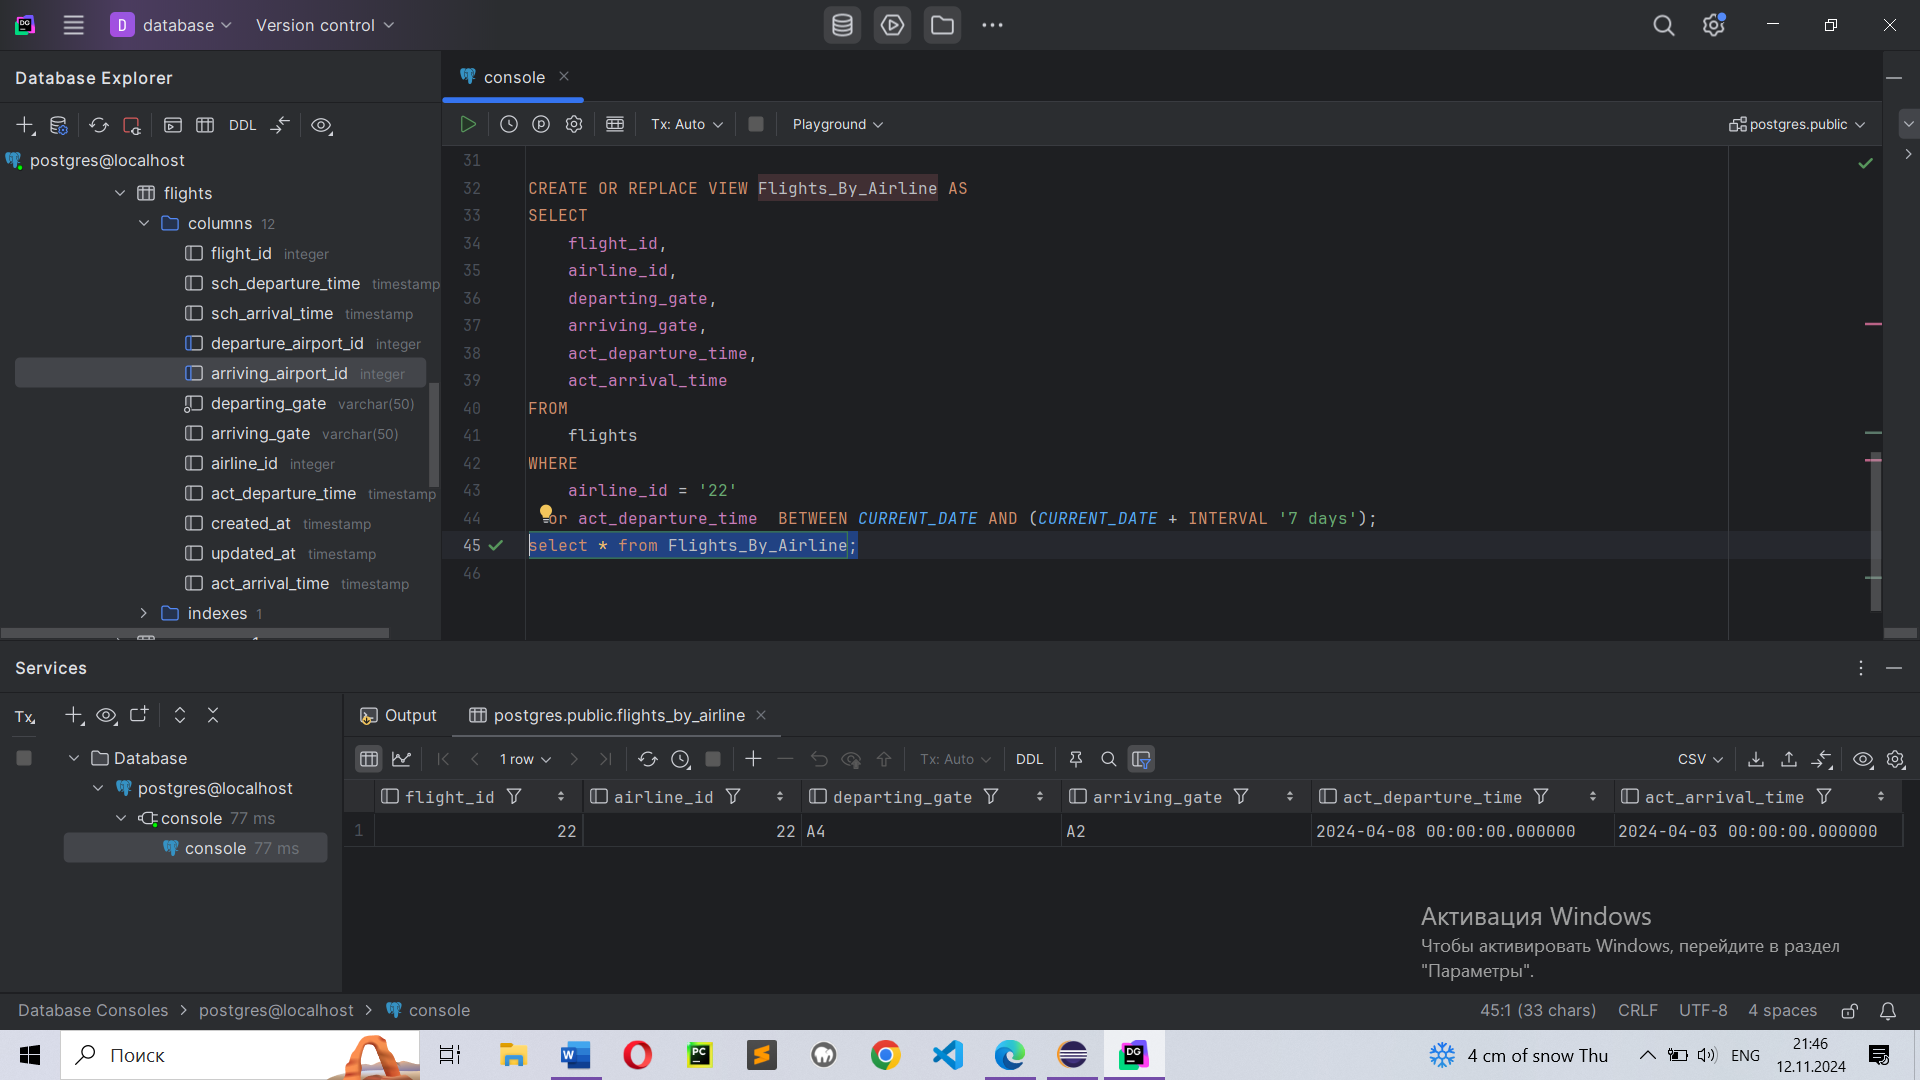 D database Version control
Database Explorer
console
DDL
Tx: Auto Playground postgres.public
postgres@localhost
flights
columns 12
flight_id integer
sch_departure_time timestamp
sch_arrival_time timestamp
departure_airport_id integer
arriving_airport_id integer
departing_gate varchar(50)
arriving_gate varchar(50)
airline_id integer
act_departure_time timestamp
created_at timestamp
updated_at timestamp
act_arrival_time timestamp
indexes 1
31
32 CREATE OR REPLACE VIEW Flights_By_Airline AS
33 SELECT
34 flight_id,
35 airline_id,
36 departing_gate,
37 arriving_gate,
38 act_departure_time,
39 act_arrival_time
40 FROM
41 flights
42 WHERE
43 airline_id = '22'
44 or act_departure_time BETWEEN CURRENT_DATE AND (CURRENT_DATE + INTERVAL '7 days');
45 select * from Flights_By_Airline;
46
Services
Tx
Database
postgres@localhost
console 77 ms
console 77 ms
Output postgres.public.flights_by_airline
1 row Tx: Auto DDL CSV
flight_id airline_id departing_gate arriving_gate act_departure_time act_arrival_time
1 22 22 A4 A2 2024-04-08 00:00:00.000000 2024-04-03 00:00:00.000000
Активация Windows
Чтобы активировать Windows, перейдите в раздел
"Параметры".
Database Consoles postgres@localhost console
45:1 (33 chars) CRLF UTF-8 4 spaces
Поиск
4 cm of snow Thu
ENG
21:46
12.11.2024